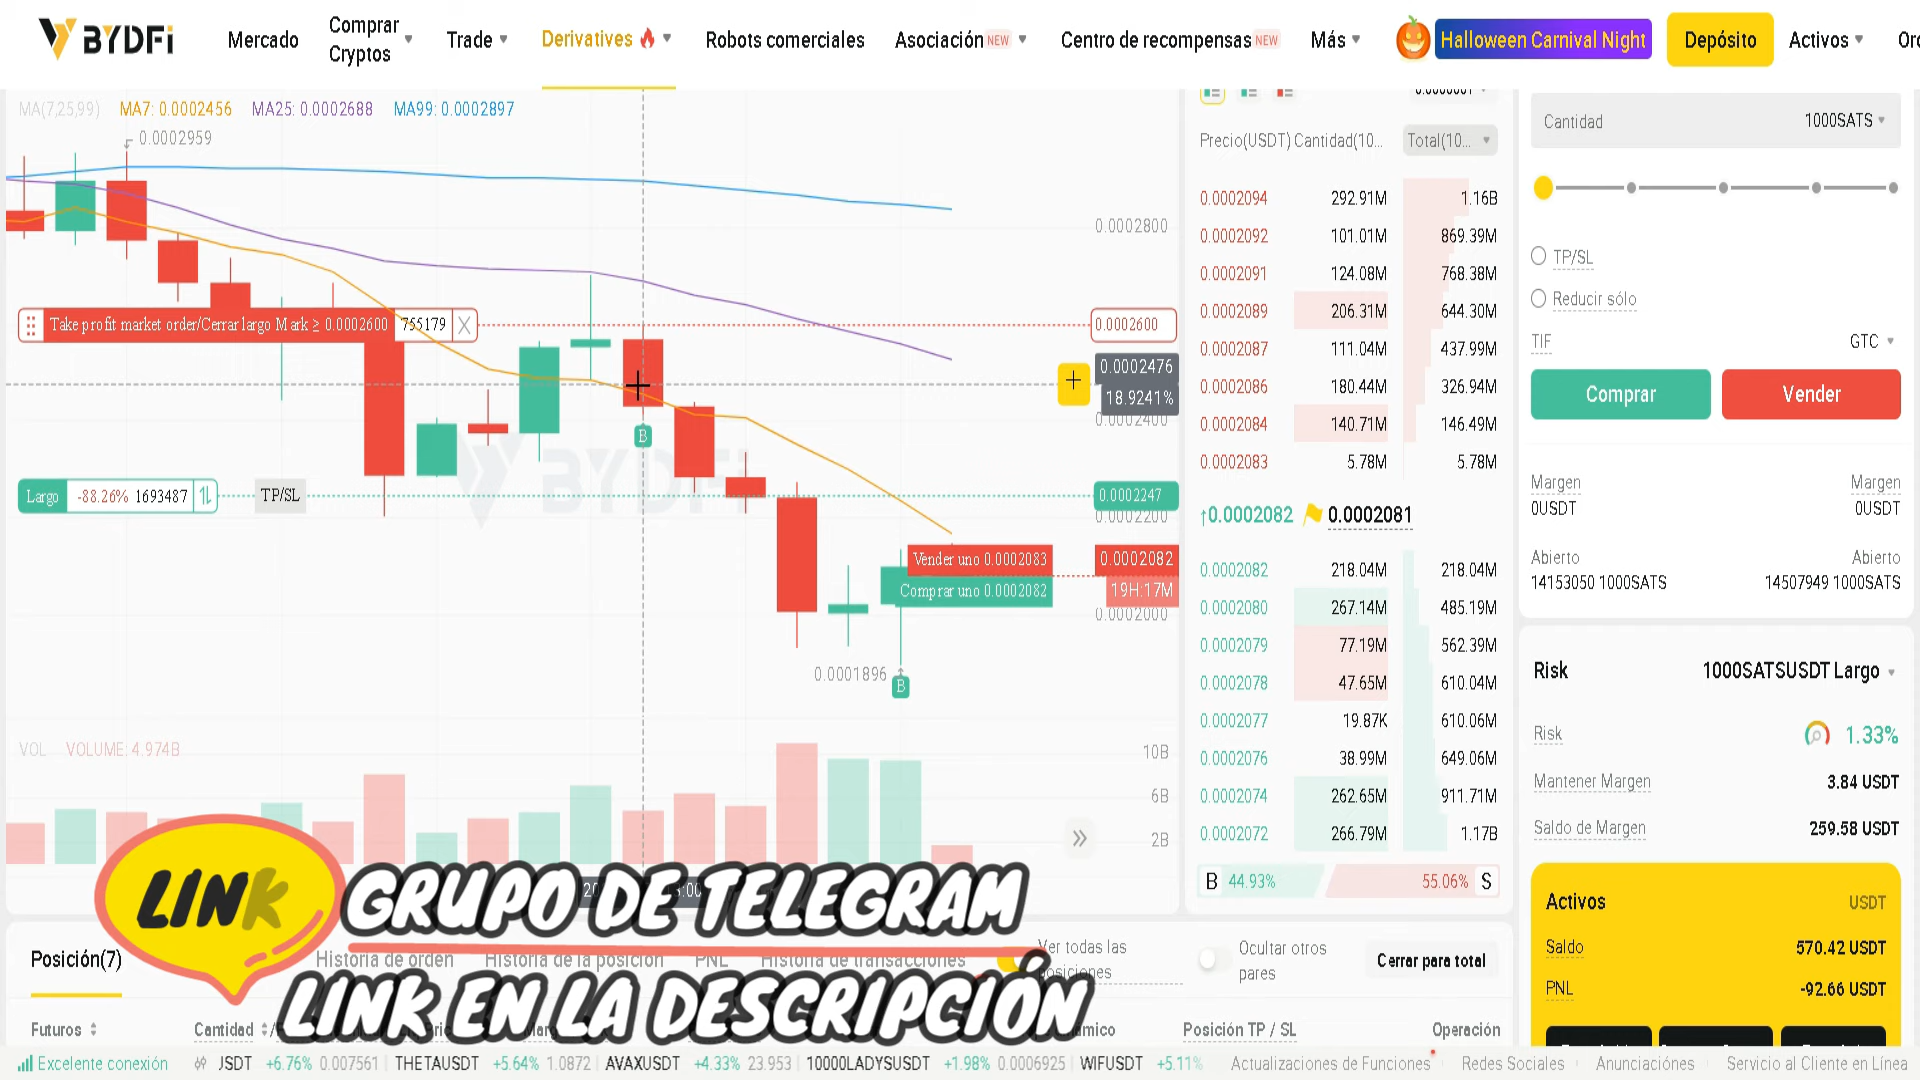 BYDFi
Mercado
Comprar
Cryptos
Trade
Derivatives
Robots comerciales
Asociación NEW
Centro de recompensas NEW
Más
Halloween Carnival Night
Depósito
Activos
MA(7,25,99) MA7: 0.0002456 MA25: 0.0002688 MA99: 0.0002897
0.0002959
0.0002800
Take profit market order/Cerrar largo Mark ≥ 0.0002600 755179 X
0.0002600
0.0002476
18.9241%
0.0002400
B
BYDFi
Largo -88.26% 1693487 TP/SL
0.0002247
0.0002200
Vender uno 0.0002083
0.0002082
Comprar uno 0.0002082
19H:17M
0.0002000
0.0001896
B
VOL VOLUME: 4.974B
10B
6B
2B
Precio(USDT) Cantidad(10... Total(10...
0.0002094 292.91M 1.16B
0.0002092 101.01M 869.39M
0.0002091 124.08M 768.38M
0.0002089 206.31M 644.30M
0.0002087 111.04M 437.99M
0.0002086 180.44M 326.94M
0.0002084 140.71M 146.49M
0.0002083 5.78M 5.78M
↑0.0002082 0.0002081
0.0002082 218.04M 218.04M
0.0002080 267.14M 485.19M
0.0002079 77.19M 562.39M
0.0002078 47.65M 610.04M
0.0002077 19.87K 610.06M
0.0002076 38.99M 649.06M
0.0002074 262.65M 911.71M
0.0002072 266.79M 1.17B
B 44.93% 55.06% S
Cantidad 1000SATS
TP/SL
Reducir sólo
TIF GTC
Comprar Vender
Margen Margen
0USDT 0USDT
Abierto Abierto
14153050 1000SATS 14507949 1000SATS
Risk 1000SATSUSDT Largo
Risk 1.33%
Mantener Margen 3.84 USDT
Saldo de Margen 259.58 USDT
Activos USDT
Saldo 570.42 USDT
PNL -92.66 USDT
LINK
GRUPO DE TELEGRAM
LINK EN LA DESCRIPCIÓN
Posición(7)
Historia de orden
Historia de la posición
PNL
Historia de transacciones
Ver todas las
posiciones
Ocultar otros
pares
Cerrar para total
Futuros Cantidad
Posición TP / SL
Operación
Excelente conexión
+6.76% 0.007561 THETAUSDT +5.64% 1.0872 AVAXUSDT +4.33% 23.953 10000LADYSUSDT +1.98% 0.0006925 WIFUSDT +5.11%
Actualizaciones de Funciones
Redes Sociales
Anunciaciónes
Servicio al Cliente en Línea